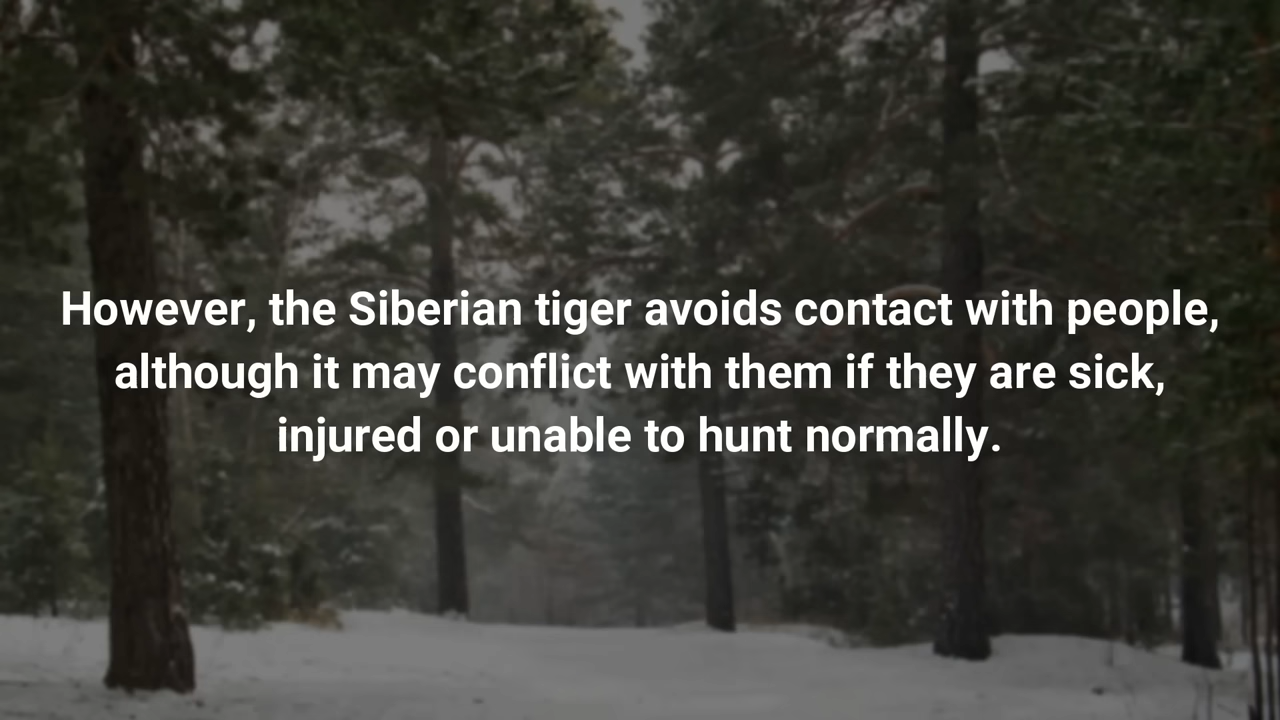 However, the Siberian tiger avoids contact with people,
although it may conflict with them if they are sick,
injured or unable to hunt normally.